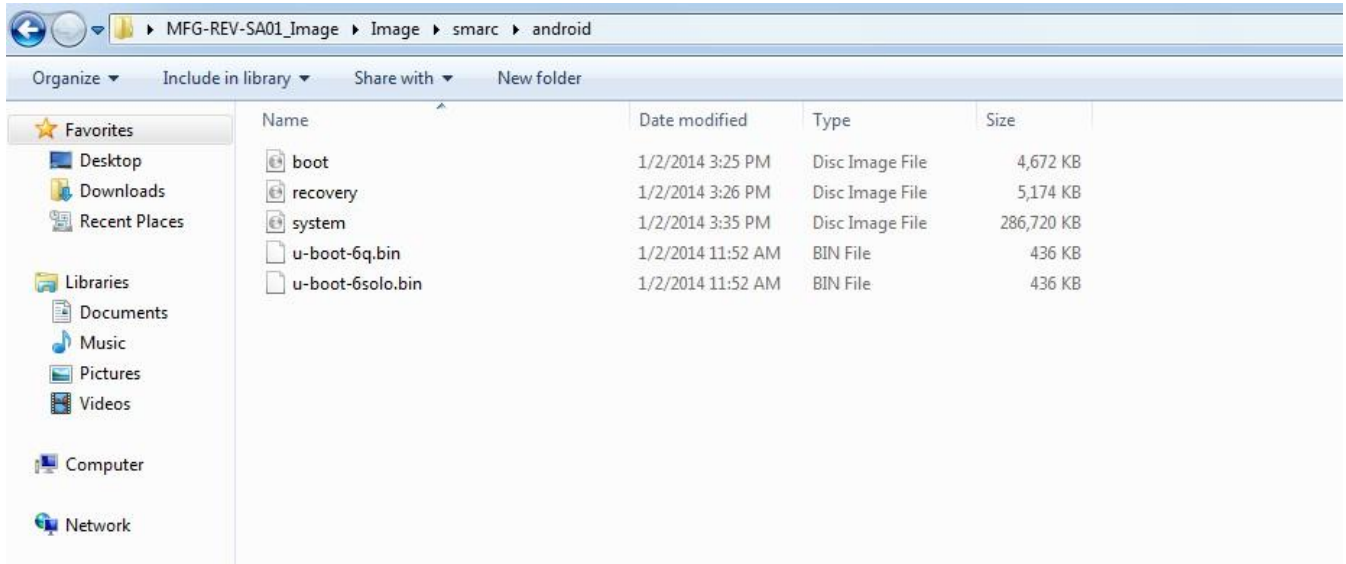 MFG-REV-SA01_Image Image smarc android
Organize Include in library Share with New folder
Favorites
Desktop
Downloads
Recent Places
Libraries
Documents
Music
Pictures
Videos
Computer
Network
Name Date modified Type Size
boot 1/2/2014 3:25 PM Disc Image File 4,672 KB
recovery 1/2/2014 3:26 PM Disc Image File 5,174 KB
system 1/2/2014 3:35 PM Disc Image File 286,720 KB
u-boot-6q.bin 1/2/2014 11:52 AM BIN File 436 KB
u-boot-6solo.bin 1/2/2014 11:52 AM BIN File 436 KB